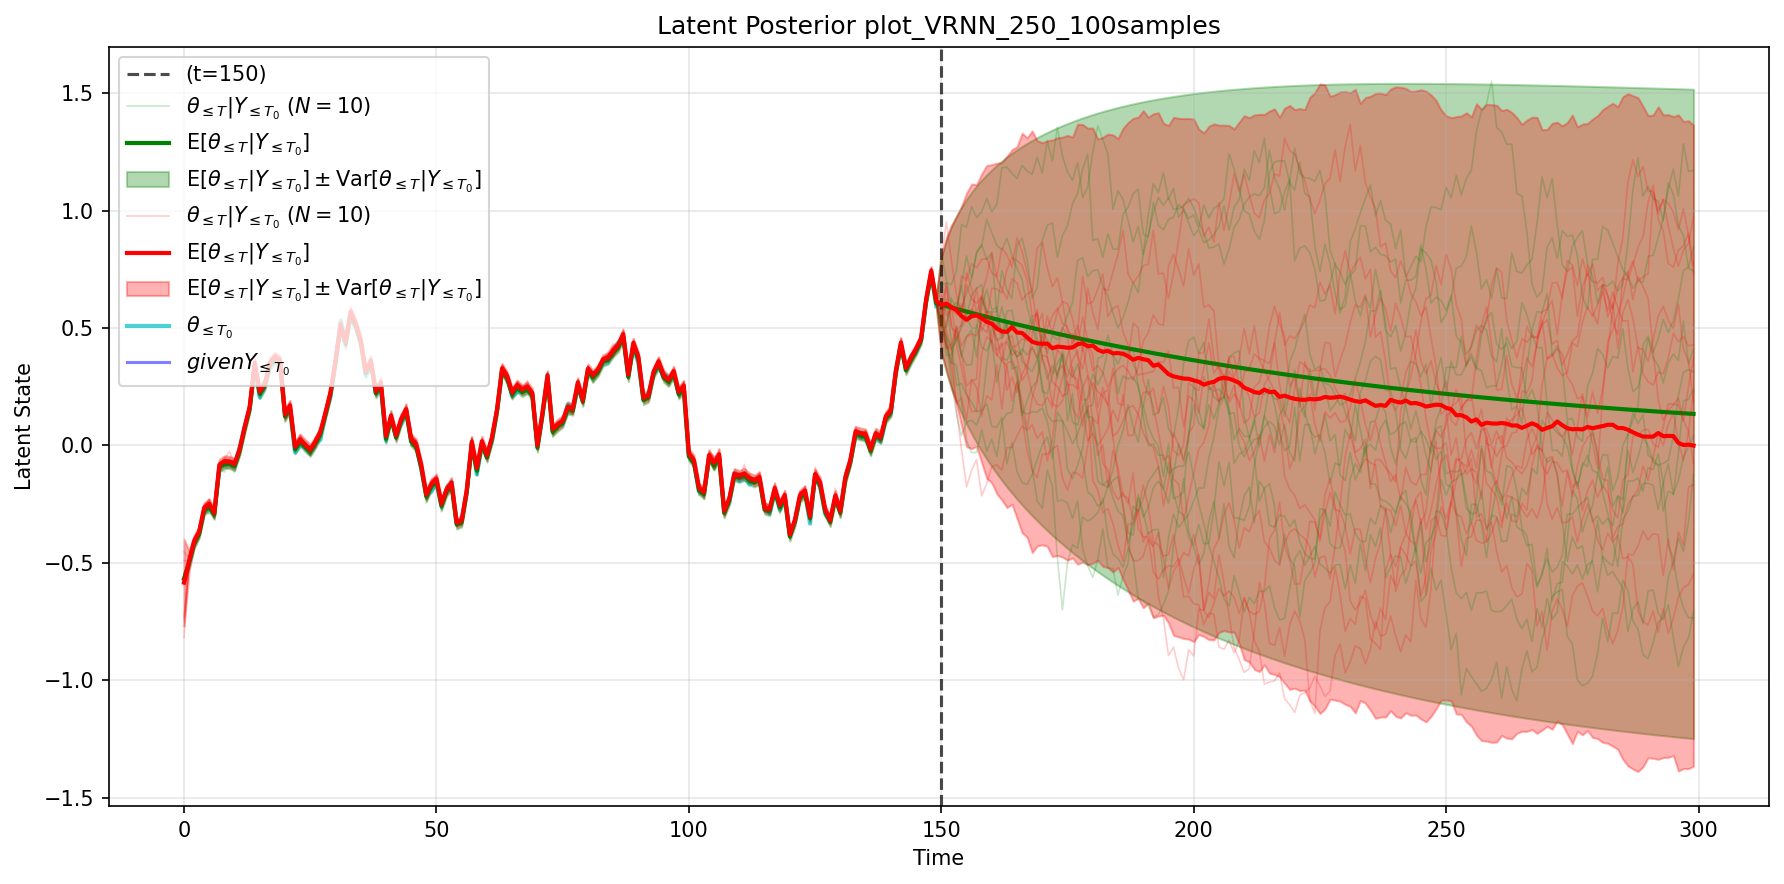 Latent Posterior plot_VRNN_250_100samples
(t=150)
θ≤T|Y≤T₀ (N = 10)
E[θ≤T|Y≤T₀]
E[θ≤T|Y≤T₀] ± Var[θ≤T|Y≤T₀]
θ≤T|Y≤T₀ (N = 10)
E[θ≤T|Y≤T₀]
E[θ≤T|Y≤T₀] ± Var[θ≤T|Y≤T₀]
θ≤T₀
givenY≤T₀
Latent State
1.5
1.0
0.5
0.0
−0.5
−1.0
−1.5
0 50 100 150 200 250 300
Time